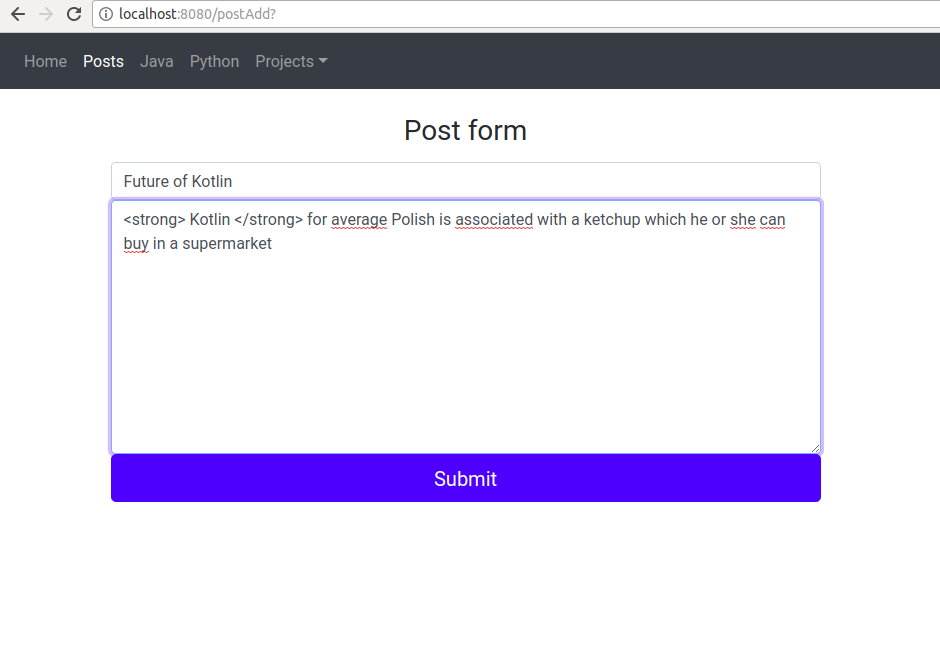 localhost:8080/postAdd?
Home Posts Java Python Projects
Post form
Future of Kotlin
<strong> Kotlin </strong> for average Polish is associated with a ketchup which he or she can
buy in a supermarket
Submit